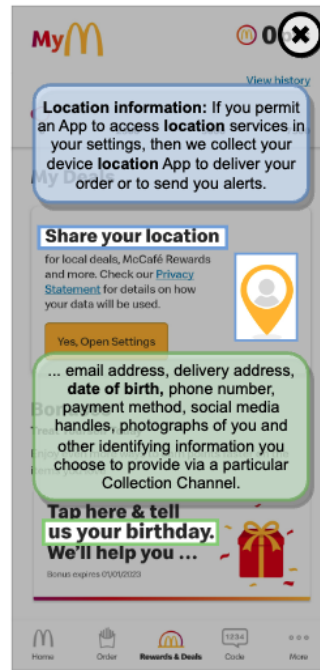 My
0
View history
Location information: If you permit
an App to access location services in
your settings, then we collect your
device location App to deliver your
order or to send you alerts.
My Deals
Share your location
for local deals, McCafé Rewards
and more. Check our Privacy
Statement for details on how
your data will be used.
Yes, Open Settings
... email address, delivery address,
date of birth, phone number,
payment method, social media
handles, photographs of you and
other identifying information you
choose to provide via a particular
Collection Channel.
Tap here & tell
us your birthday.
We'll help you ...
Bonus expires 01/01/2023
1234
Home
Order
Rewards & Deals
Code
More